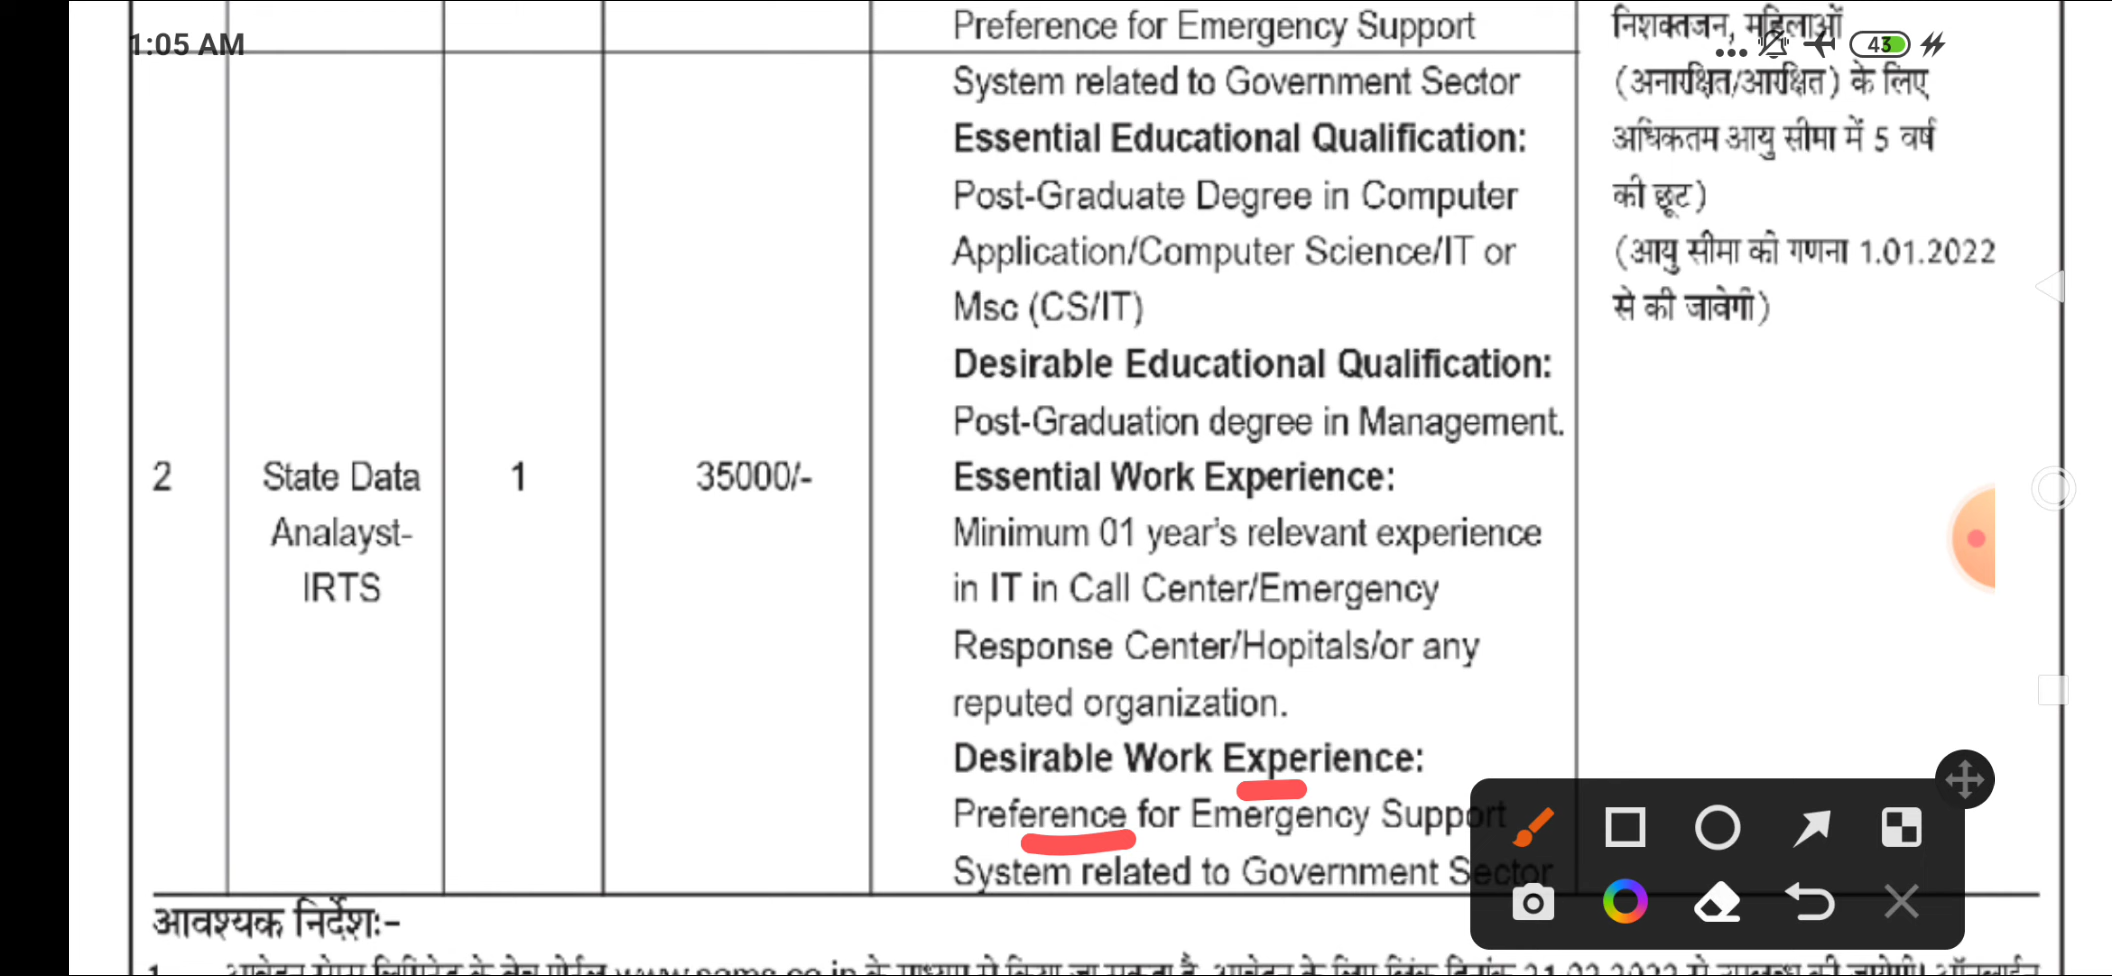 1:05 AM
43
Preference for Emergency Support
System related to Government Sector
Essential Educational Qualification:
Post-Graduate Degree in Computer
Application/Computer Science/IT or
Msc (CS/IT)
Desirable Educational Qualification:
Post-Graduation degree in Management.
2
State Data
Analayst-
IRTS
1
35000/-
Essential Work Experience:
Minimum 01 year's relevant experience
in IT in Call Center/Emergency
Response Center/Hopitals/or any
reputed organization.
Desirable Work Experience:
Preference for Emergency Support
System related to Government Sector
निशक्तजन, महिलाओं
(अनारक्षित/आरक्षित) के लिए
अधिकतम आयु सीमा में 5 वर्ष
की छूट)
(आयु सीमा को गणना 1.01.2022
से की जावेगी)
आवश्यक निर्देशः-